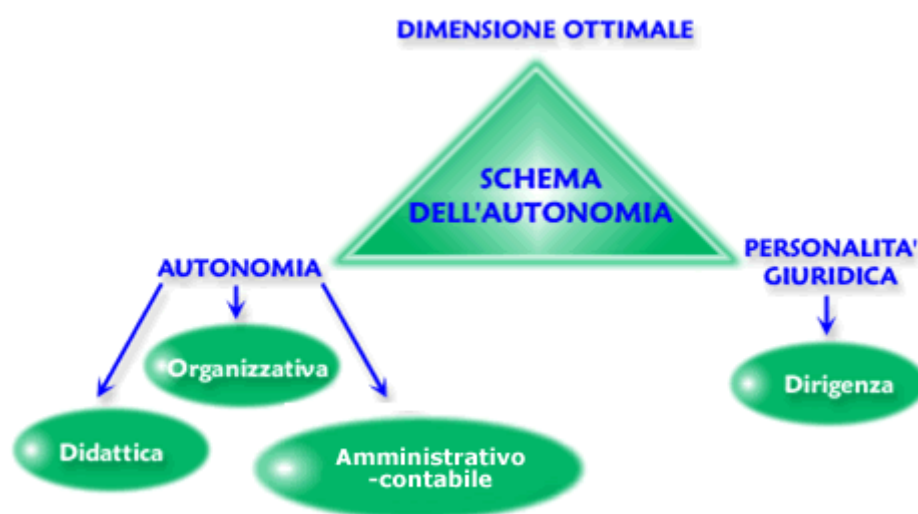 DIMENSIONE OTTIMALE
SCHEMA
DELL'AUTONOMIA
PERSONALITA'
GIURIDICA
AUTONOMIA
Organizzativa
Dirigenza
Didattica
Amministrativo
-contabile